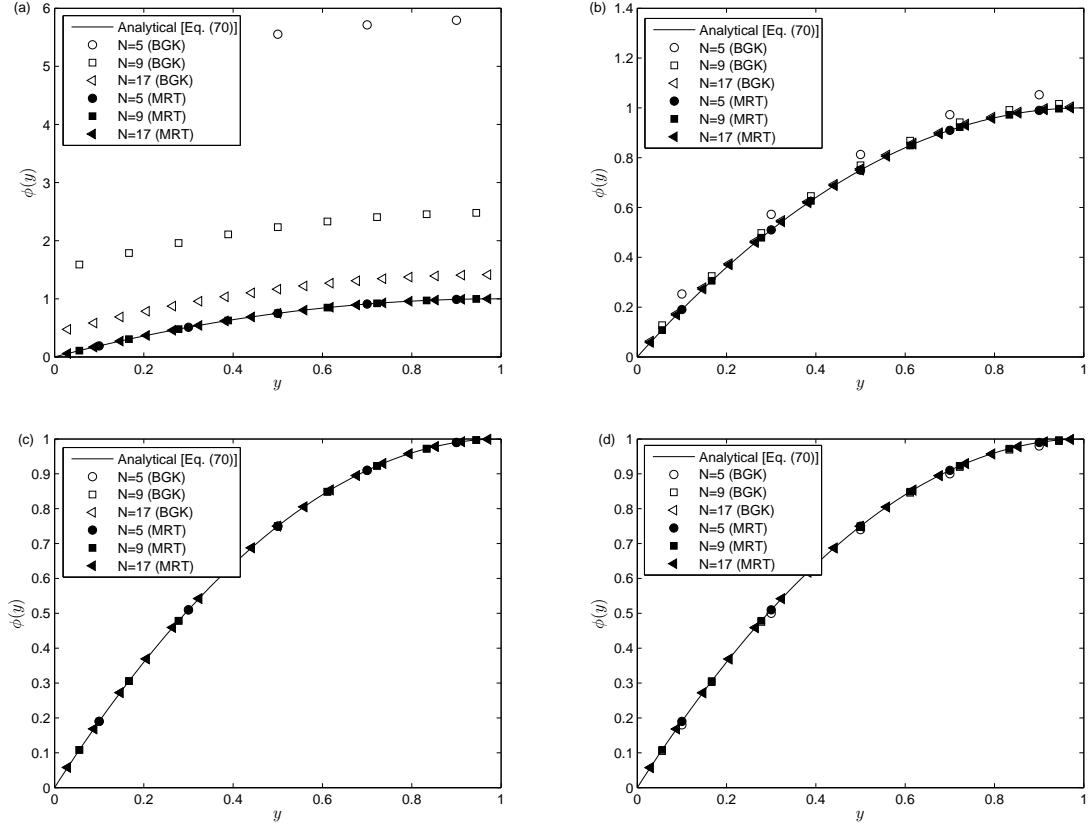 (a)
6
5
4
3
2
1
0
0 0.2 0.4 0.6 0.8 1
ϕ(y)
y
Analytical [Eq. (70)]
N=5 (BGK)
N=9 (BGK)
N=17 (BGK)
N=5 (MRT)
N=9 (MRT)
N=17 (MRT)
(b)
1.4
1.2
1
0.8
0.6
0.4
0.2
0
0 0.2 0.4 0.6 0.8 1
ϕ(y)
y
Analytical [Eq. (70)]
N=5 (BGK)
N=9 (BGK)
N=17 (BGK)
N=5 (MRT)
N=9 (MRT)
N=17 (MRT)
(c)
1
0.9
0.8
0.7
0.6
0.5
0.4
0.3
0.2
0.1
0
0 0.2 0.4 0.6 0.8 1
ϕ(y)
y
Analytical [Eq. (70)]
N=5 (BGK)
N=9 (BGK)
N=17 (BGK)
N=5 (MRT)
N=9 (MRT)
N=17 (MRT)
(d)
1
0.9
0.8
0.7
0.6
0.5
0.4
0.3
0.2
0.1
0
0 0.2 0.4 0.6 0.8 1
ϕ(y)
y
Analytical [Eq. (70)]
N=5 (BGK)
N=9 (BGK)
N=17 (BGK)
N=5 (MRT)
N=9 (MRT)
N=17 (MRT)